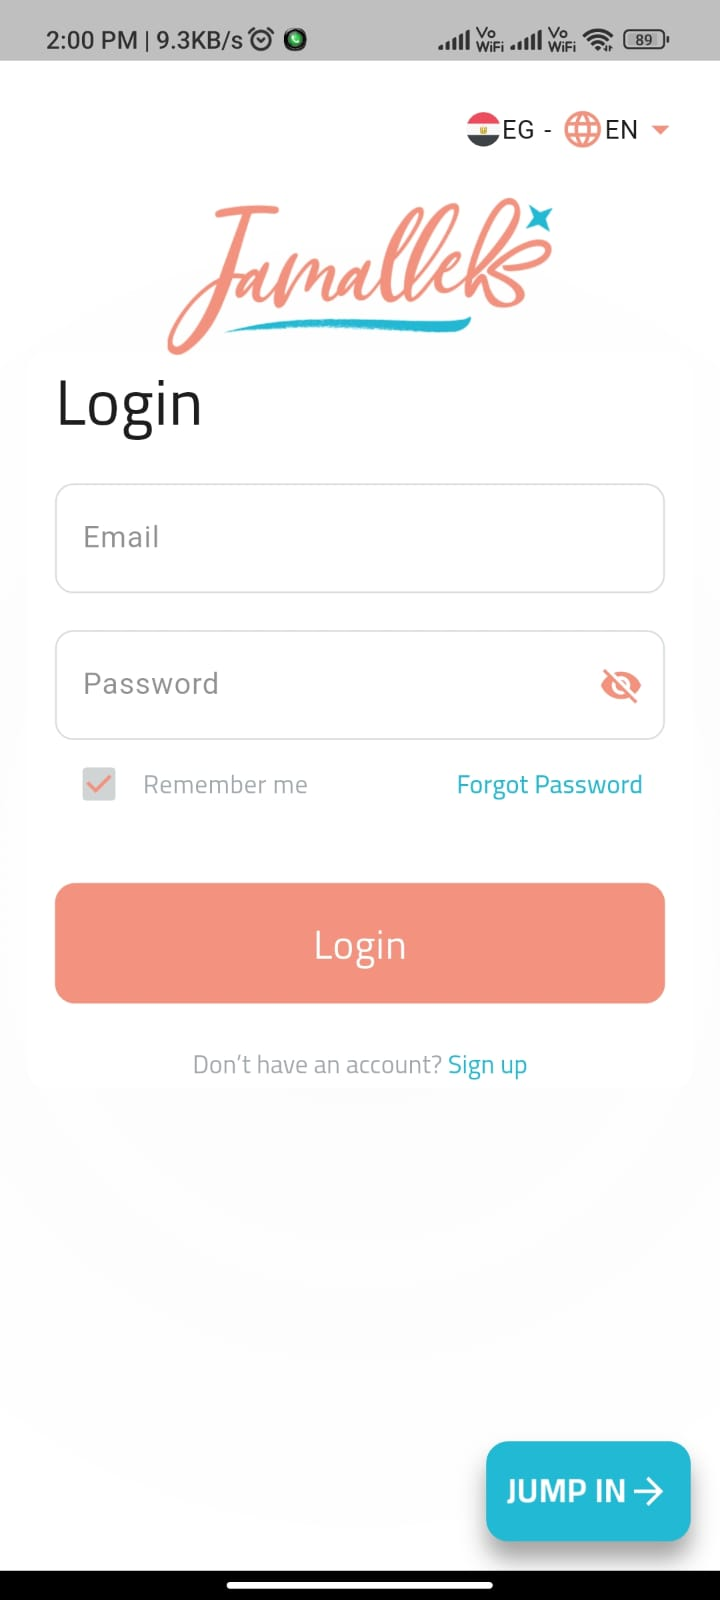 2:00 PM | 9.3KB/s Vo WiFi Vo WiFi 89
EG - EN
Jamalleks
Login
Email
Password
Remember me Forgot Password
Login
Don’t have an account? Sign up
JUMP IN